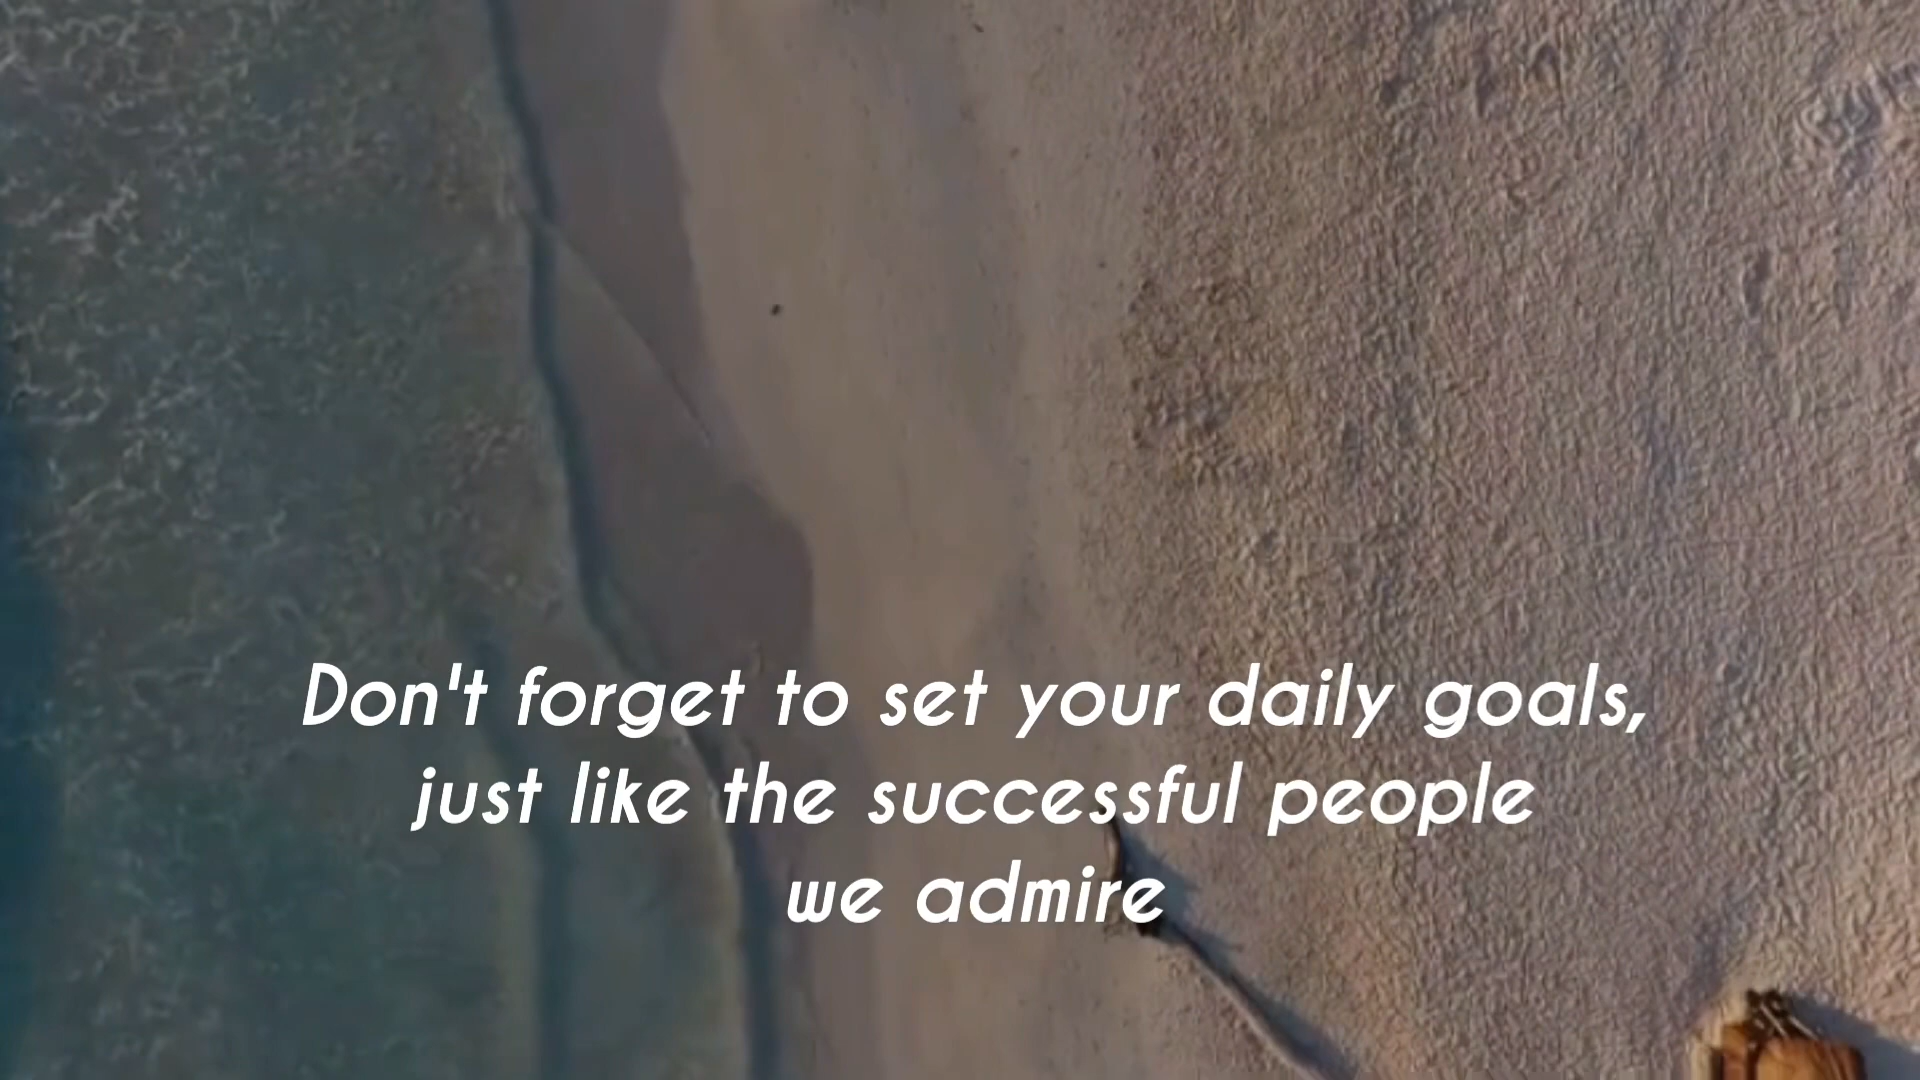 Don't forget to set your daily goals,
just like the successful people
we admire